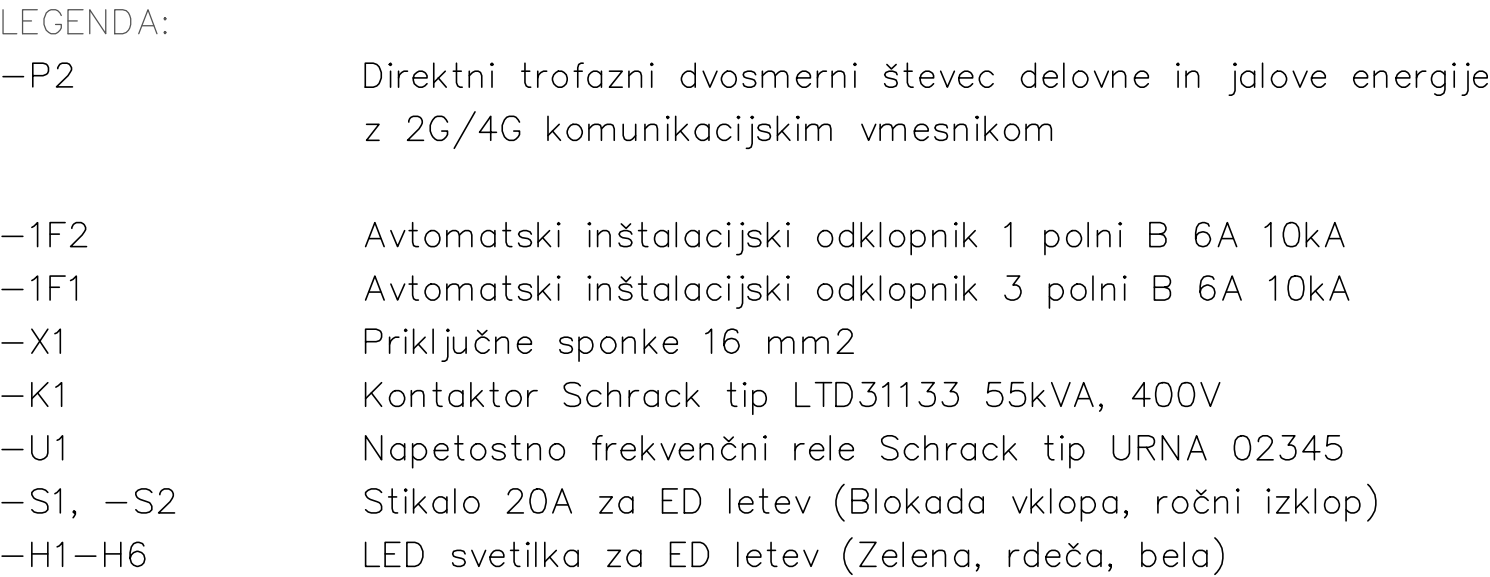 LEGENDA:
-P2 Direktni trofazni dvosmerni števec delovne in jalove energije
z 2G/4G komunikacijskim vmesnikom
-1F2 Avtomatski inštalacijski odklopnik 1 polni B 6A 10kA
-1F1 Avtomatski inštalacijski odklopnik 3 polni B 6A 10kA
-X1 Priključne sponke 16 mm2
-K1 Kontaktor Schrack tip LTD31133 55kVA, 400V
-U1 Napetostno frekvenčni rele Schrack tip URNA 02345
-S1, -S2 Stikalo 20A za ED letev (Blokada vklopa, ročni izklop)
-H1-H6 LED svetilka za ED letev (Zelena, rdeča, bela)